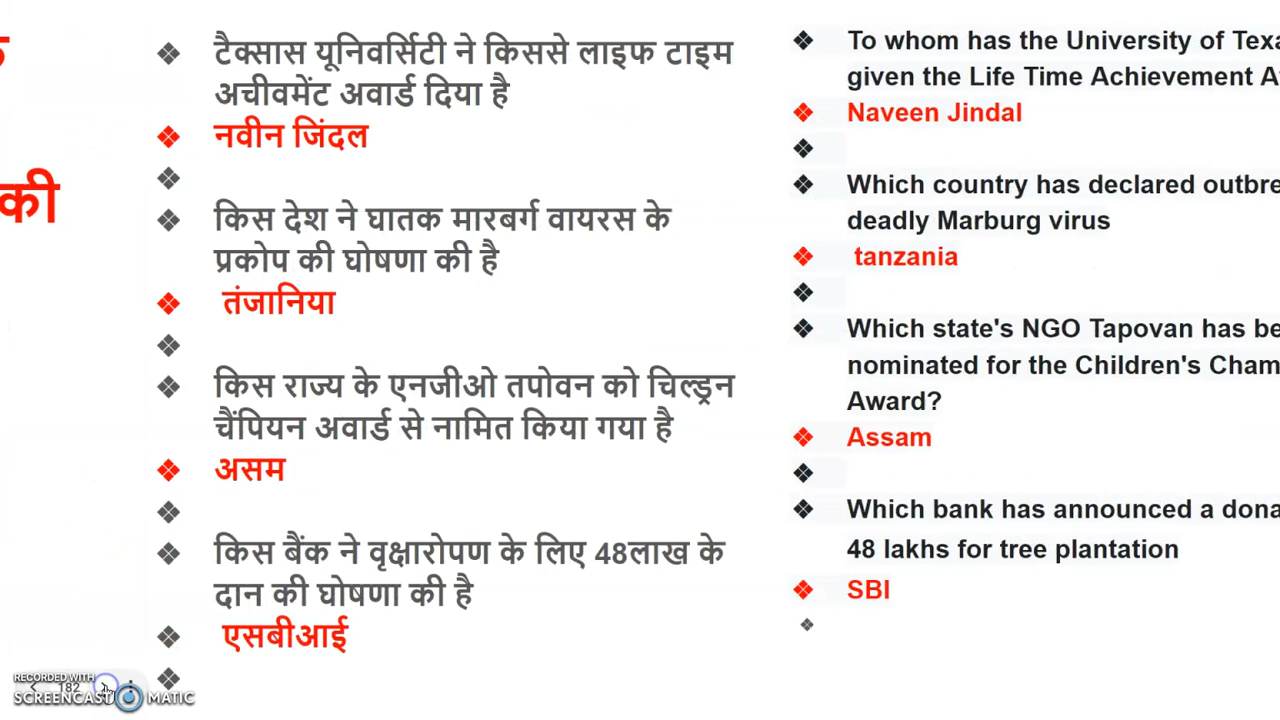 की
टैक्सास यूनिवर्सिटी ने किससे लाइफ टाइम
अचीवमेंट अवार्ड दिया है
नवीन जिंदल
किस देश ने घातक मारबर्ग वायरस के
प्रकोप की घोषणा की है
तंजानिया
किस राज्य के एनजीओ तपोवन को चिल्ड्रन
चैंपियन अवार्ड से नामित किया गया है
असम
किस बैंक ने वृक्षारोपण के लिए 48लाख के
दान की घोषणा की है
एसबीआई
To whom has the University of Texa
given the Life Time Achievement A
Naveen Jindal
Which country has declared outbre
deadly Marburg virus
tanzania
Which state's NGO Tapovan has be
nominated for the Children's Cham
Award?
Assam
Which bank has announced a dona
48 lakhs for tree plantation
SBI
RECORDED WITH
182
SCREENCAST MATIC